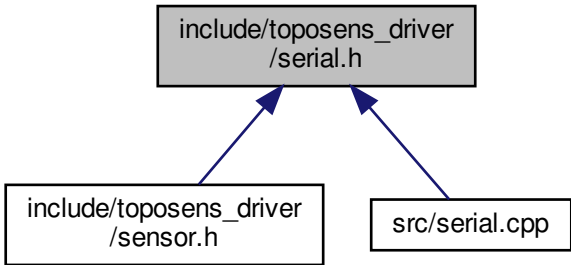 include/toposens_driver
/serial.h
include/toposens_driver
/sensor.h
src/serial.cpp